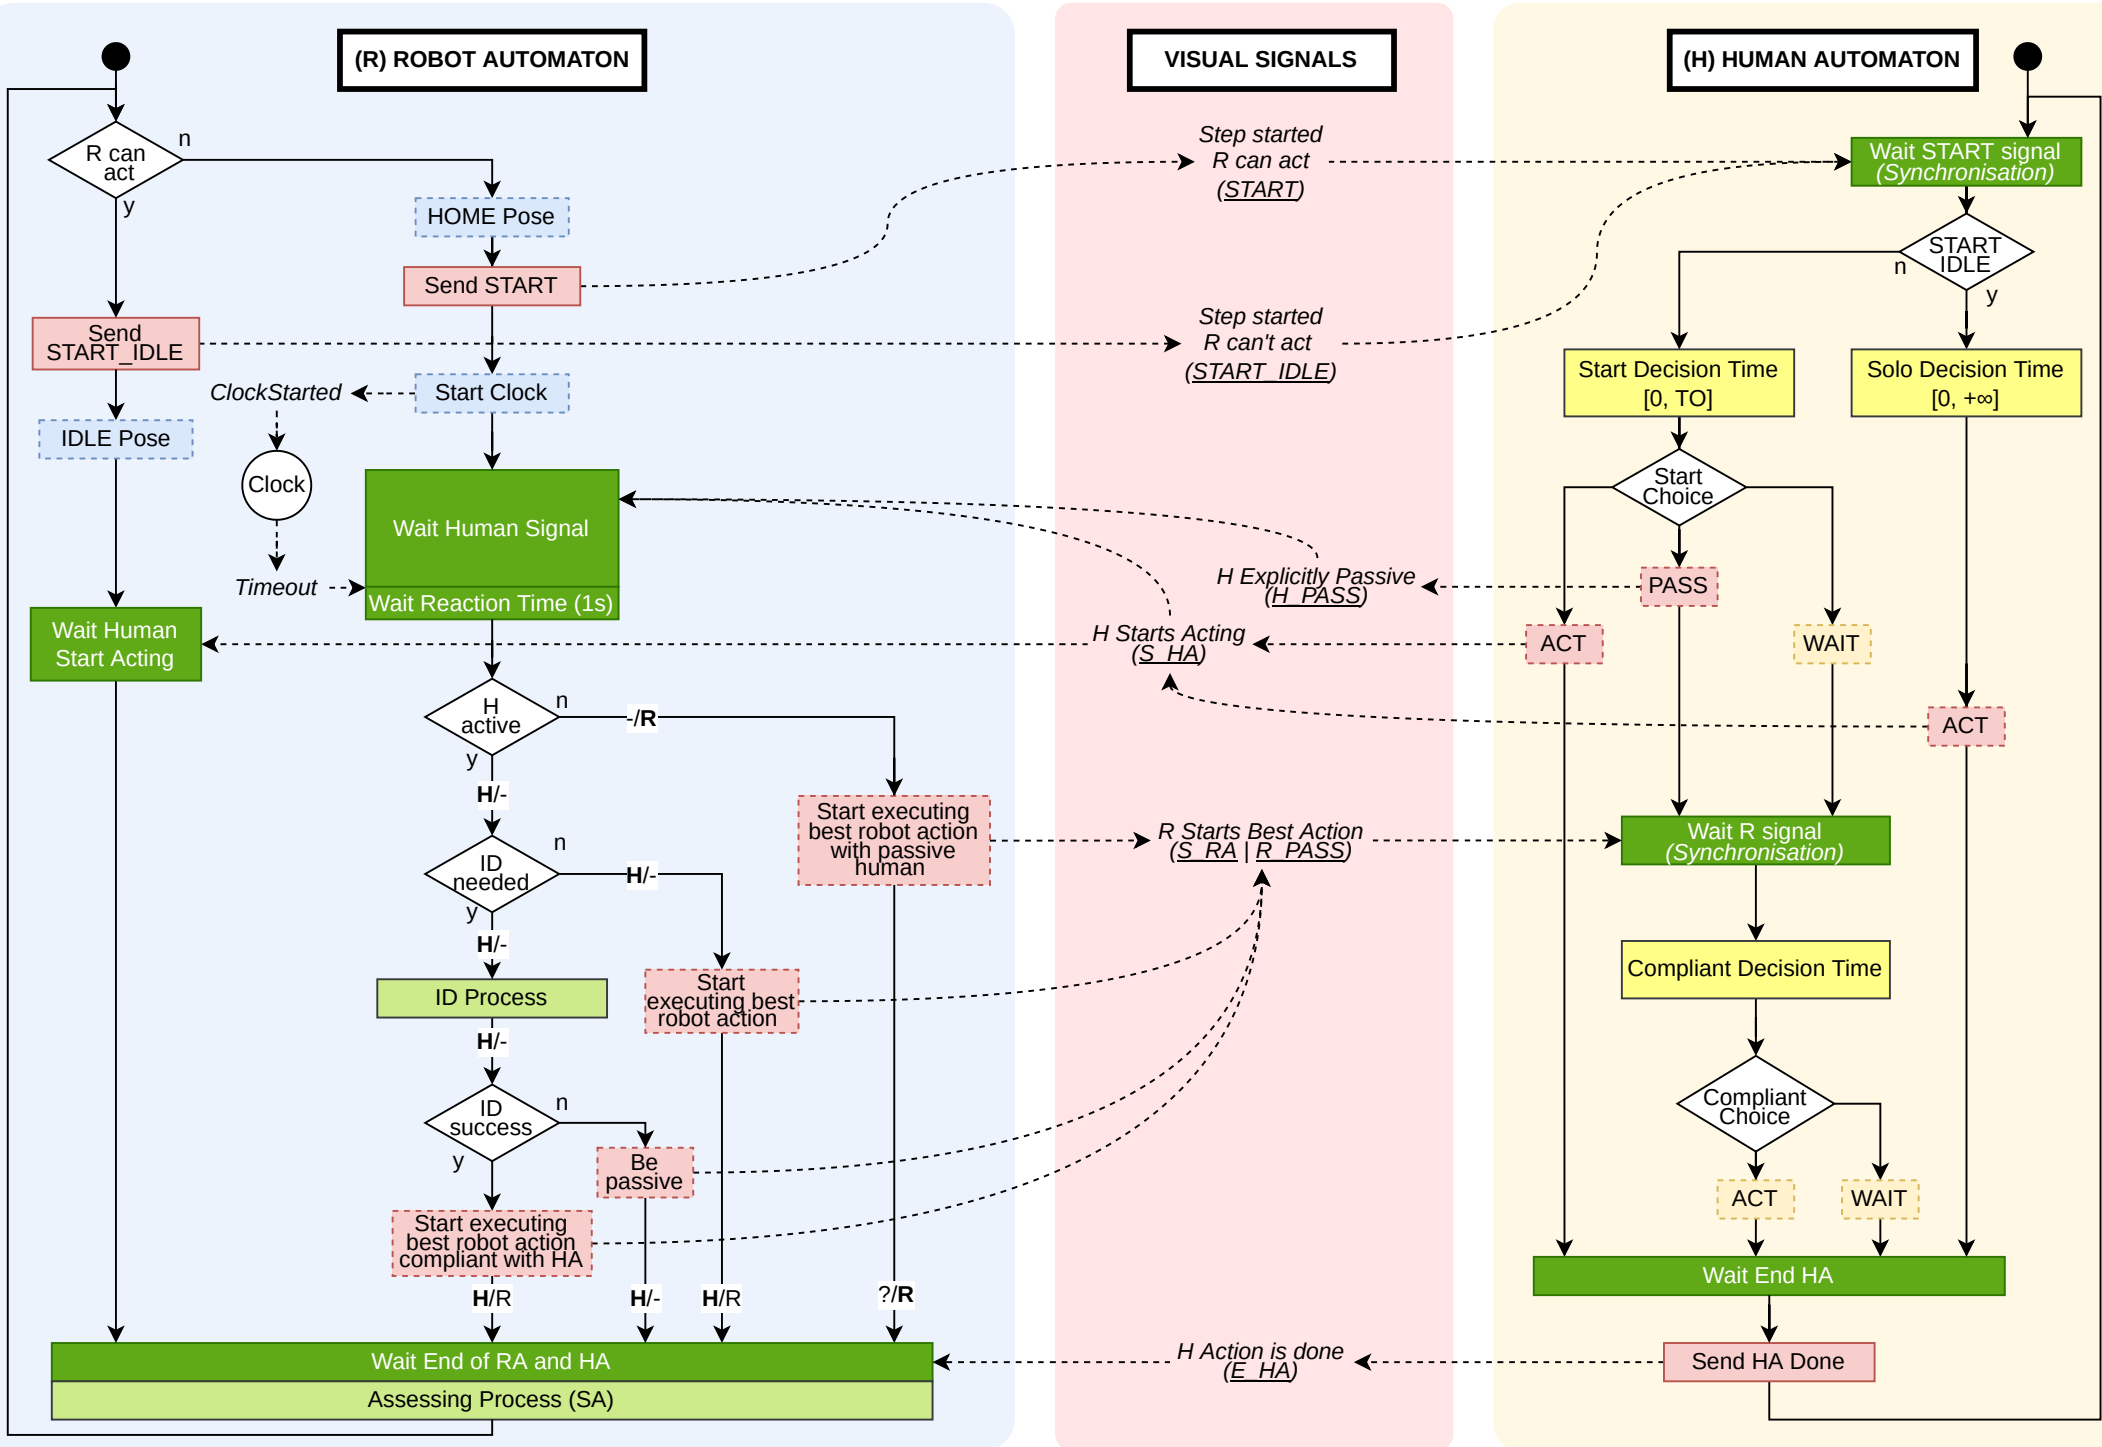 (R) ROBOT AUTOMATON
R can
act
n
y
HOME Pose
Send START
Send
START_IDLE
ClockStarted
Start Clock
IDLE Pose
Clock
Wait Human Signal
Timeout
Wait Reaction Time (1s)
Wait Human
Start Acting
H
active
n
-/R
y
H/-
Start executing
best robot action
with passive
human
ID
needed
n
H/-
y
H/-
Start
executing best
robot action
ID Process
H/-
ID
success
n
y
Be
passive
Start executing
best robot action
compliant with HA
H/R
H/-
H/R
?/R
Wait End of RA and HA
Assessing Process (SA)
VISUAL SIGNALS
Step started
R can act
(START)
Step started
R can't act
(START_IDLE)
H Explicitly Passive
(H_PASS)
H Starts Acting
(S_HA)
R Starts Best Action
(S_RA | R_PASS)
H Action is done
(E_HA)
(H) HUMAN AUTOMATON
Wait START signal
(Synchronisation)
START
IDLE
n
y
Start Decision Time
[0, TO]
Solo Decision Time
[0, +∞]
Start
Choice
PASS
ACT
WAIT
ACT
Wait R signal
(Synchronisation)
Compliant Decision Time
Compliant
Choice
ACT
WAIT
Wait End HA
Send HA Done